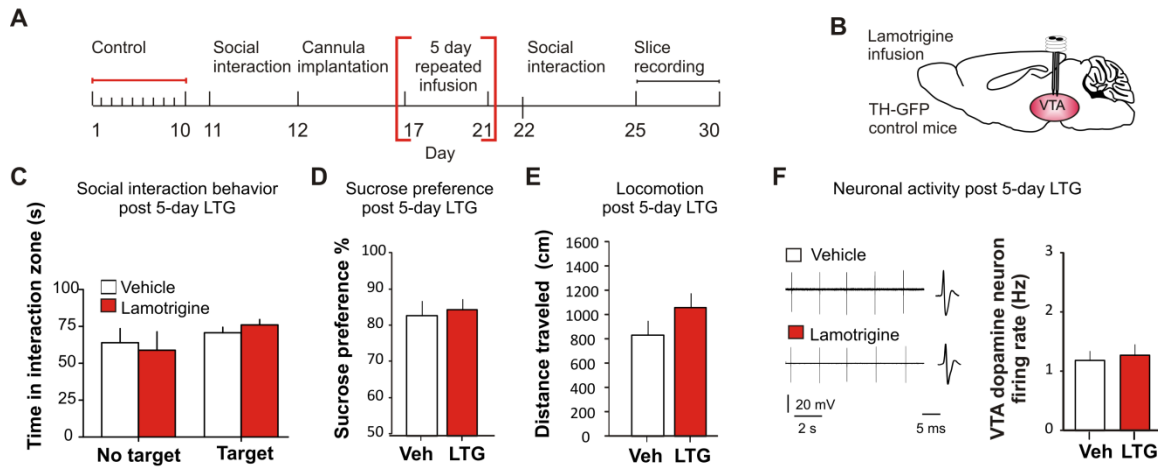 A
Control
Social
interaction
Cannula
implantation
5 day
repeated
infusion
Social
interaction
Slice
recording
1
10
11
12
17
21
22
25
30
Day
B
Lamotrigine
infusion
TH-GFP
control mice
VTA
C
Social interaction behavior
post 5-day LTG
Time in interaction zone (s)
100
75
50
25
0
Vehicle
Lamotrigine
No target
Target
D
Sucrose preference
post 5-day LTG
Sucrose preference %
100
90
80
70
60
50
Veh
LTG
E
Locomotion
post 5-day LTG
Distance traveled (cm)
1600
1400
1200
1000
800
600
400
200
0
Veh
LTG
F
Neuronal activity post 5-day LTG
Vehicle
Lamotrigine
20 mV
2 s
5 ms
VTA dopamine neuron
firing rate (Hz)
3
2
1
0
Veh
LTG